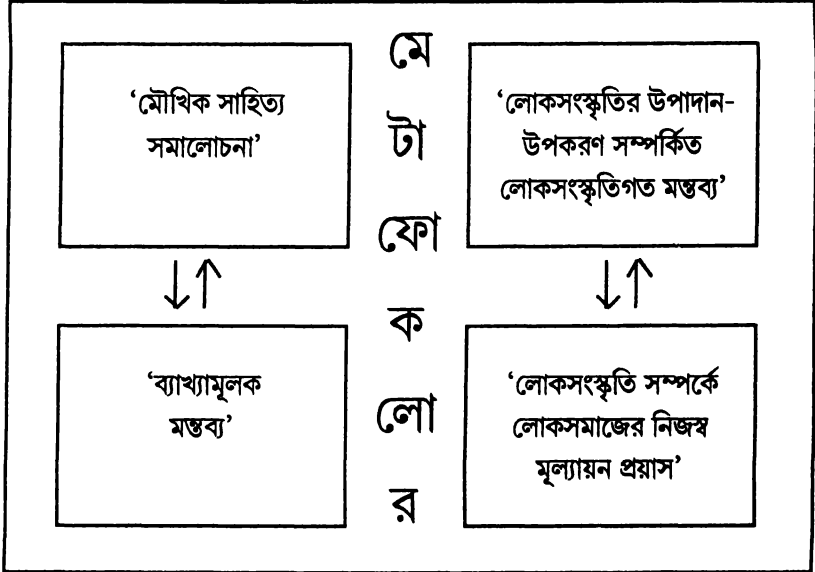 ‘মৌখিক সাহিত্য
সমালোচনা’
মে
টা
ফো
ক
লো
র
‘লোকসংস্কৃতির উপাদান-
উপকরণ সম্পর্কিত
লোকসংস্কৃতিগত মন্তব্য’
‘ব্যাখ্যামূলক
মন্তব্য’
‘লোকসংস্কৃতি সম্পর্কে
লোকসমাজের নিজস্ব
মূল্যায়ন প্রয়াস’